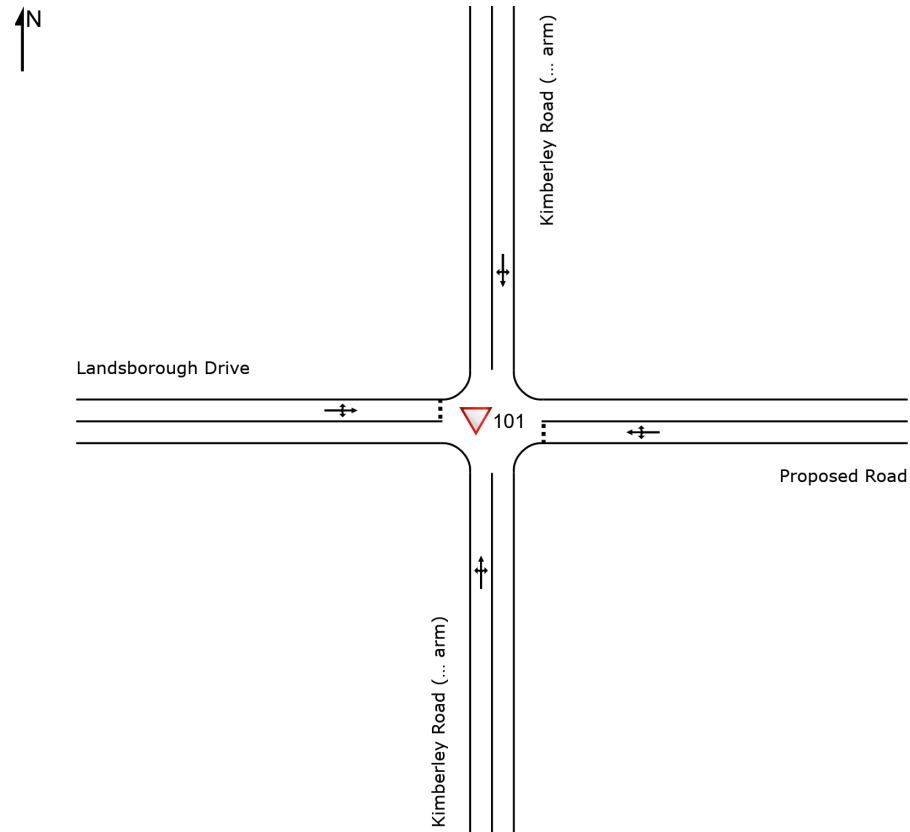 N
Kimberley Road (... arm)
Landsborough Drive
101
Proposed Road
Kimberley Road (... arm)